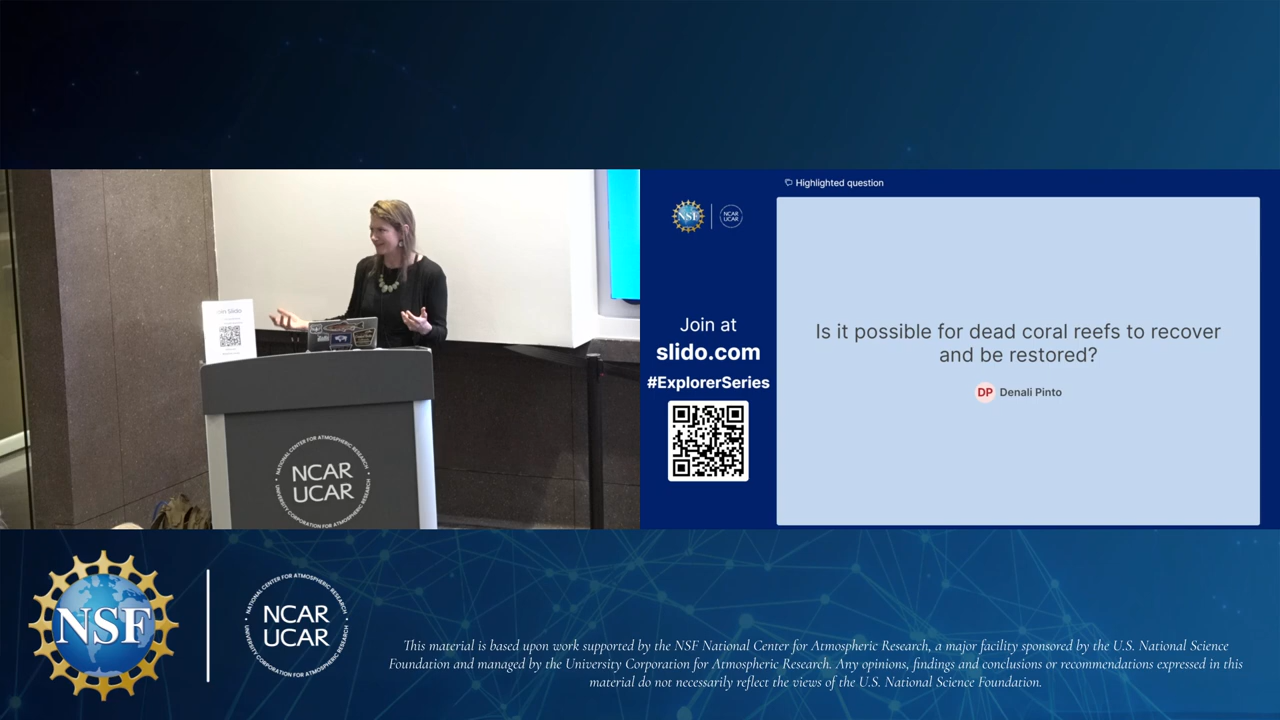 Join Slido
NCAR
UCAR
NATIONAL CENTER FOR ATMOSPHERIC RESEARCH
UNIVERSITY CORPORATION FOR ATMOSPHERIC RESEARCH
Highlighted question
NSF
NCAR
UCAR
Join at
slido.com
#ExplorerSeries
Is it possible for dead coral reefs to recover
and be restored?
DP Denali Pinto
NSF
NATIONAL CENTER FOR ATMOSPHERIC RESEARCH
NCAR
UCAR
UNIVERSITY CORPORATION FOR ATMOSPHERIC RESEARCH
This material is based upon work supported by the NSF National Center for Atmospheric Research, a major facility sponsored by the U.S. National Science
Foundation and managed by the University Corporation for Atmospheric Research. Any opinions, findings and conclusions or recommendations expressed in this
material do not necessarily reflect the views of the U.S. National Science Foundation.